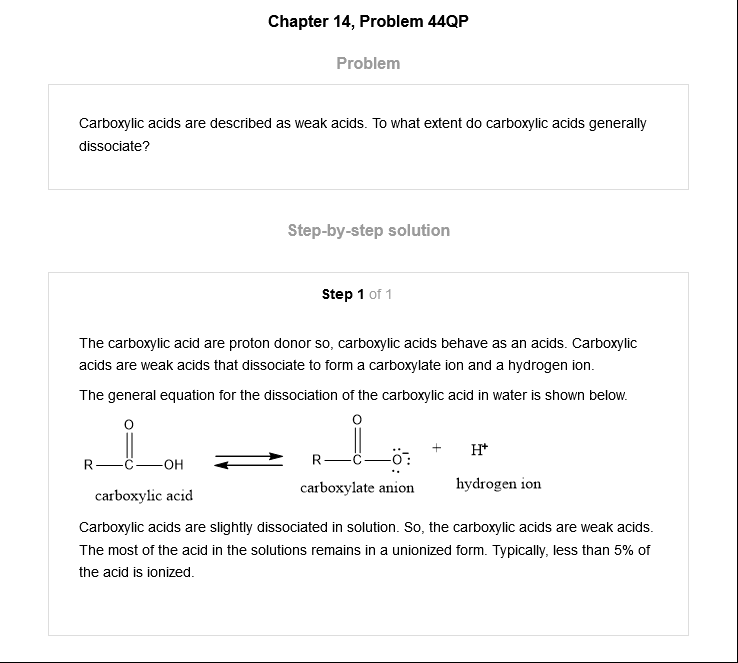 Chapter 14, Problem 44QP
Problem
Carboxylic acids are described as weak acids. To what extent do carboxylic acids generally
dissociate?
Step-by-step solution
Step 1 of 1
The carboxylic acid are proton donor so, carboxylic acids behave as an acids. Carboxylic
acids are weak acids that dissociate to form a carboxylate ion and a hydrogen ion.
The general equation for the dissociation of the carboxylic acid in water is shown below.
O
R—C—OH
carboxylic acid
O
R—C—O:⁻
carboxylate anion
+
H⁺
hydrogen ion
Carboxylic acids are slightly dissociated in solution. So, the carboxylic acids are weak acids.
The most of the acid in the solutions remains in a unionized form. Typically, less than 5% of
the acid is ionized.